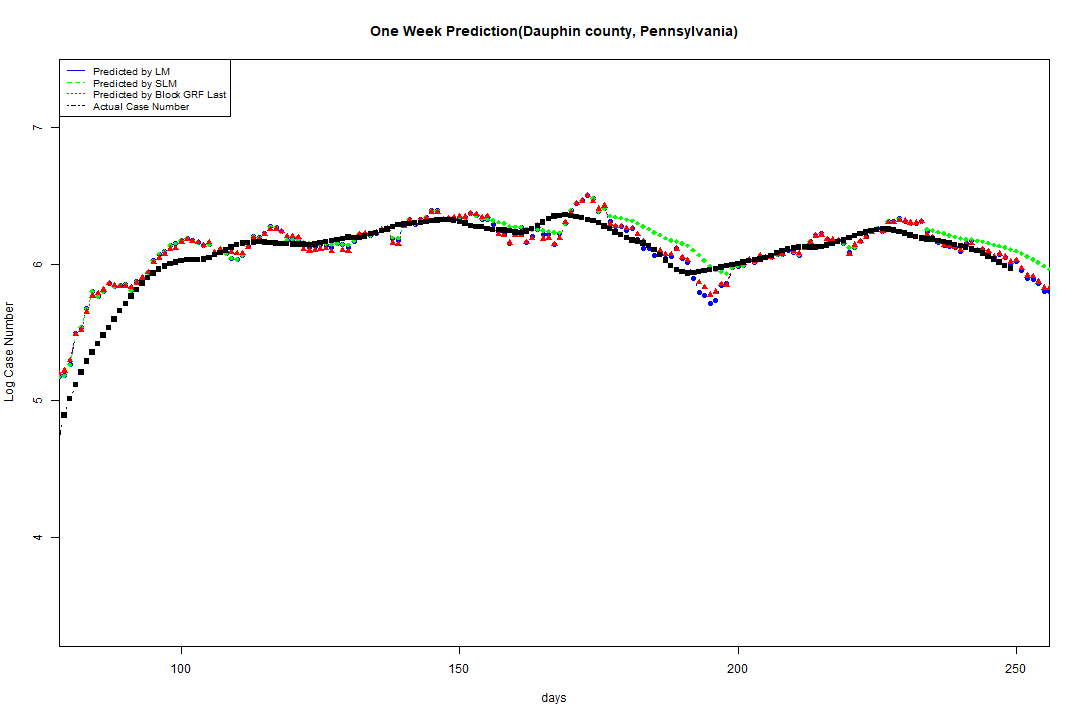 One Week Prediction(Dauphin county, Pennsylvania)
Predicted by LM
Predicted by SLM
Predicted by Block GRF Last
Actual Case Number
7
6
5
4
Log Case Number
100 150 200 250
days